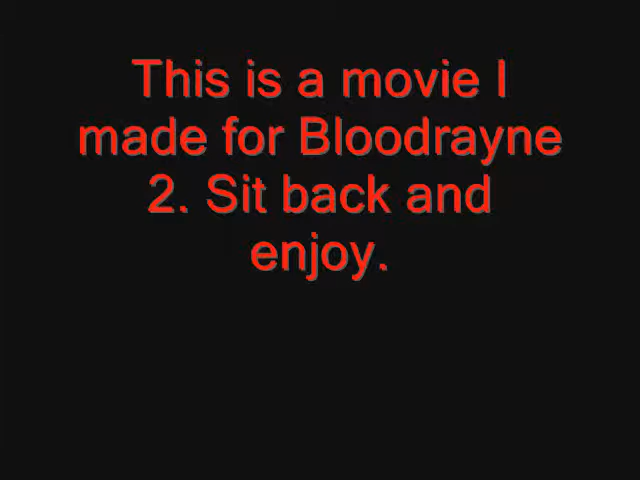 This is a movie I
made for Bloodrayne
2. Sit back and
enjoy.